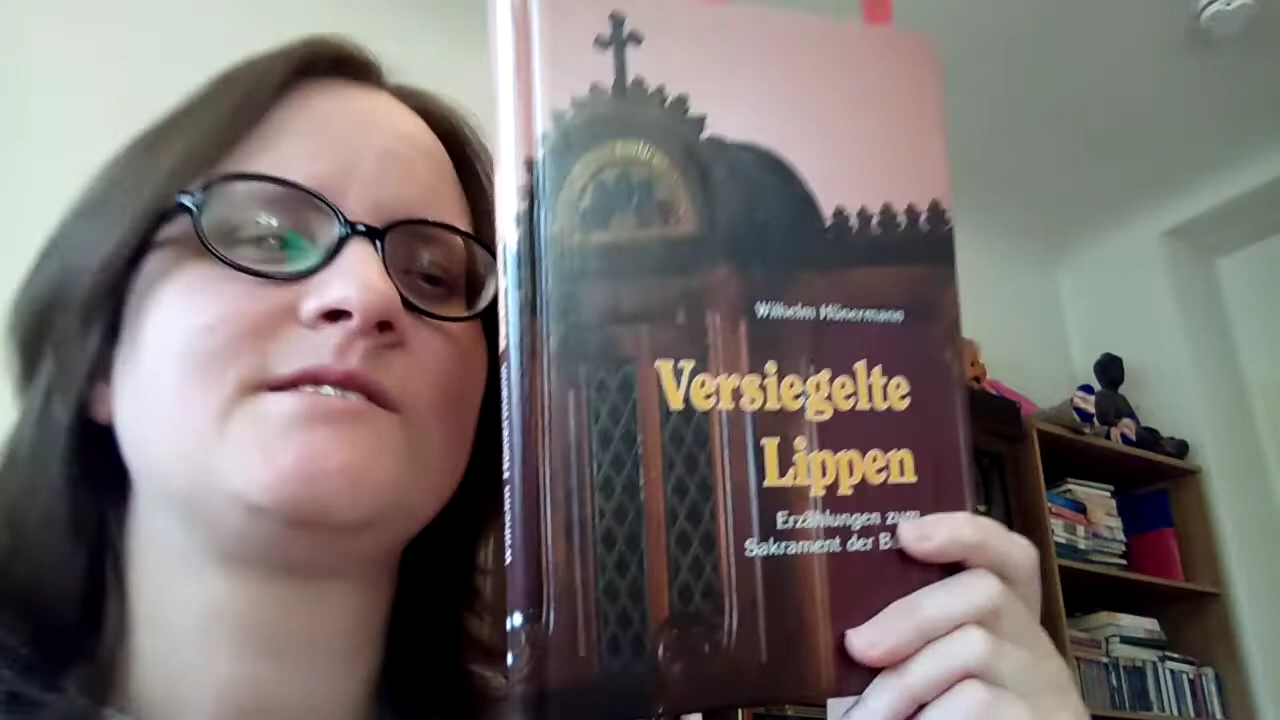 Wilhelm Hünermann
Versiegelte
Lippen
Erzählungen zum
Sakrament der B